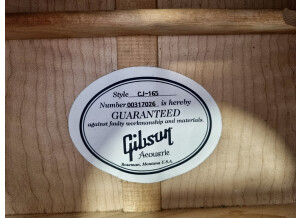 Style CJ-165
Number 00317026 is hereby
GUARANTEED
against faulty workmanship and materials.
Gibson
Acoustic
Bozeman, Montana U.S.A.